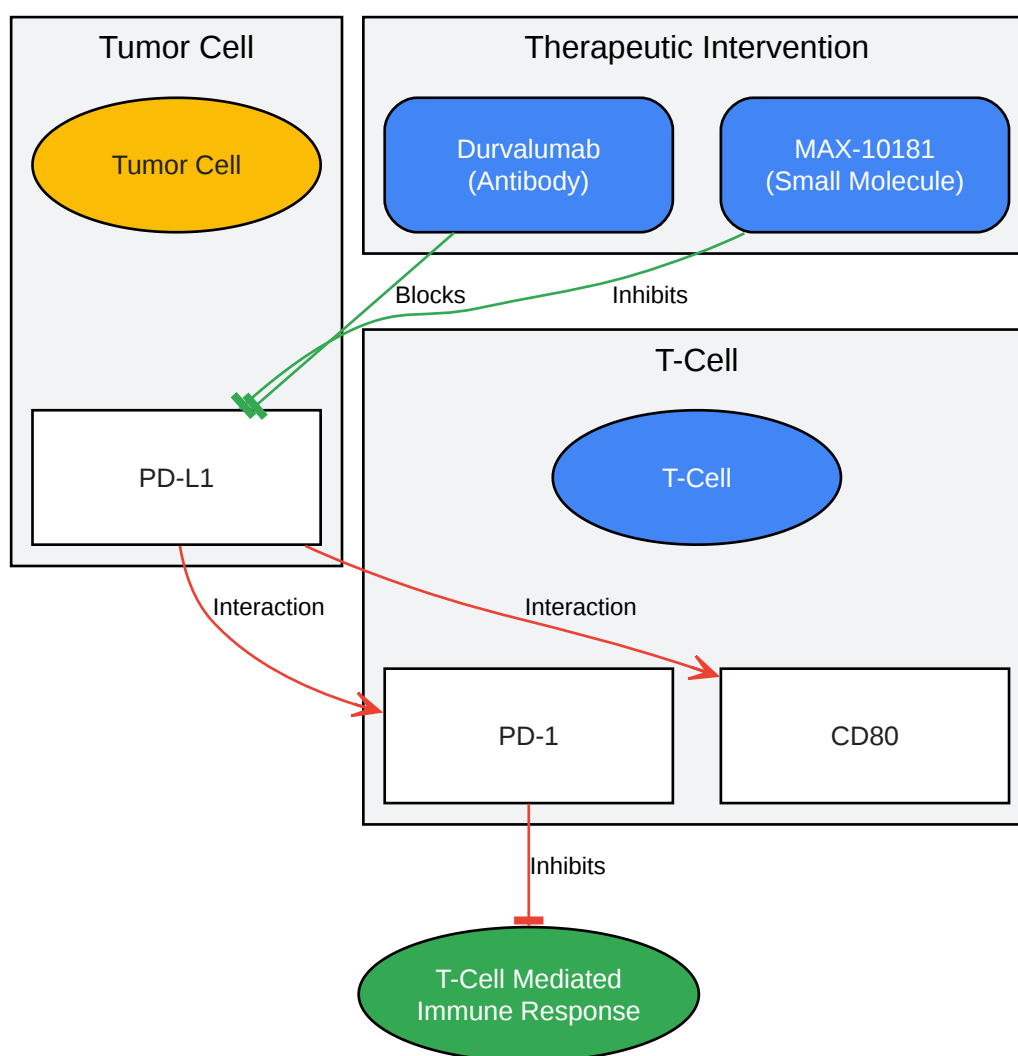 Tumor Cell
Therapeutic Intervention
Tumor Cell
Durvalumab
(Antibody)
MAX-10181
(Small Molecule)
Blocks
Inhibits
T-Cell
PD-L1
T-Cell
Interaction
Interaction
PD-1
CD80
Inhibits
T-Cell Mediated
Immune Response